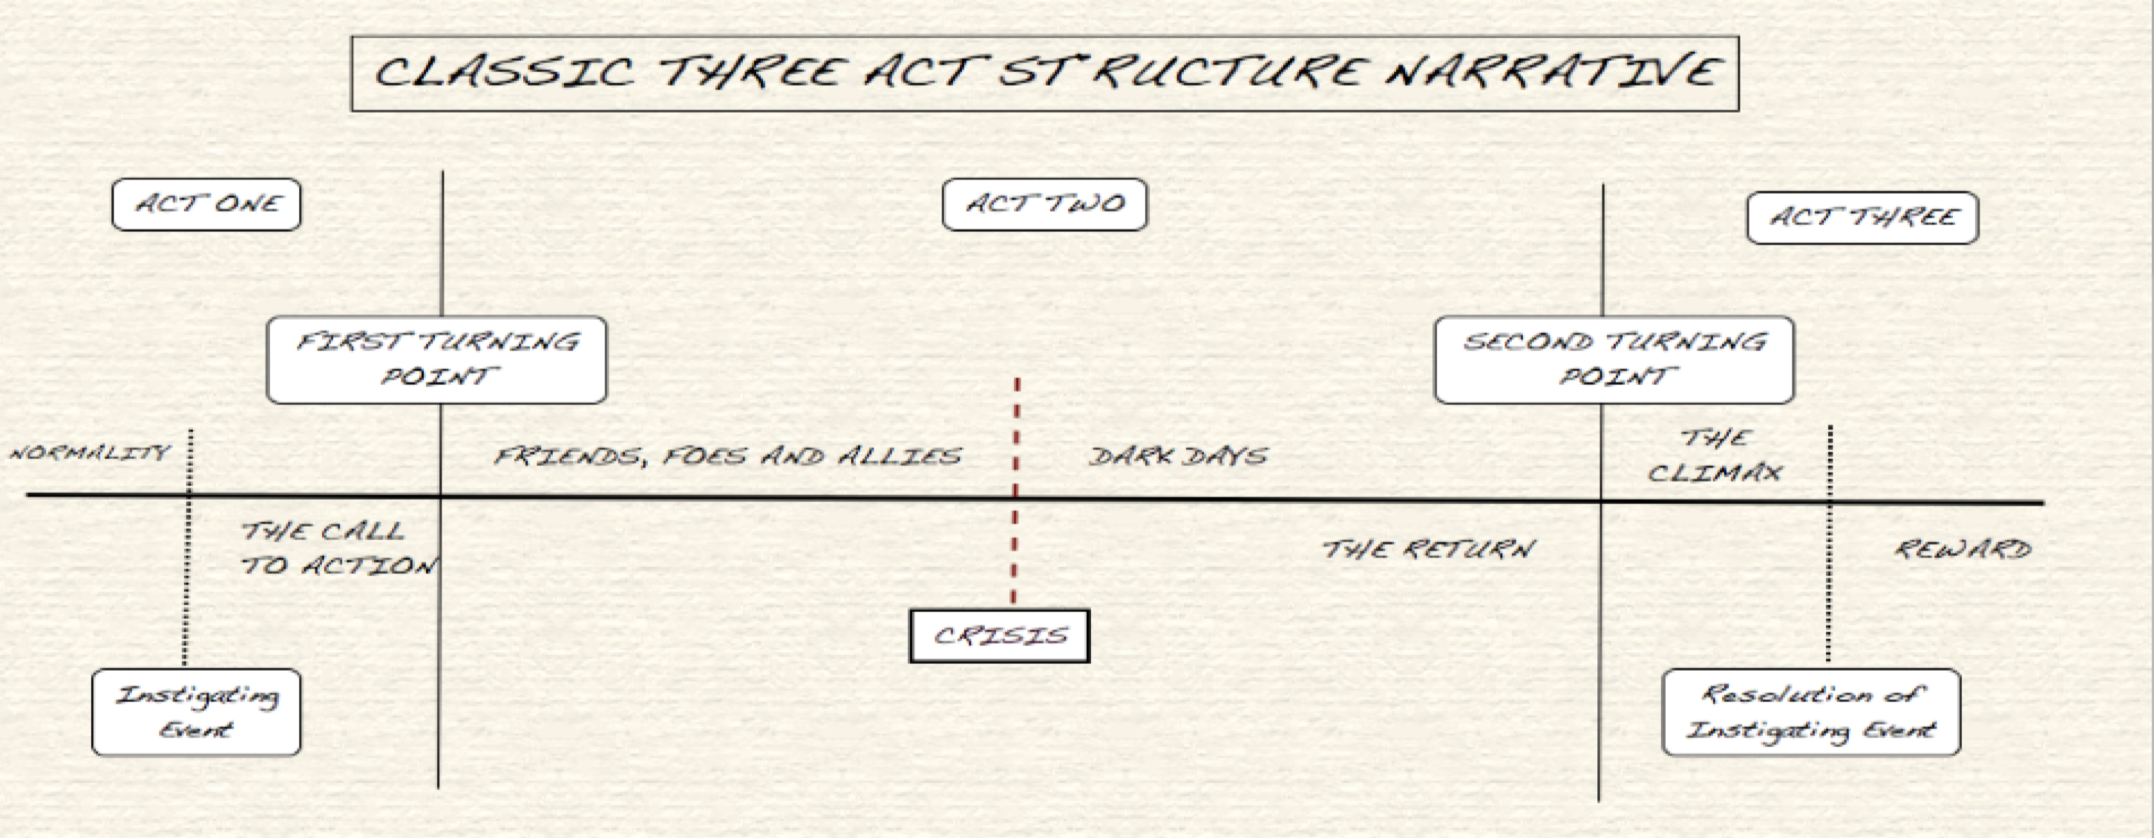 CLASSIC THREE ACT STRUCTURE NARRATIVE
ACT ONE
ACT TWO
ACT THREE
FIRST TURNING
POINT
SECOND TURNING
POINT
NORMALITY
FRIENDS, FOES AND ALLIES
DARK DAYS
THE
CLIMAX
THE CALL
TO ACTION
THE RETURN
REWARD
CRISIS
Instigating
Event
Resolution of
Instigating Event